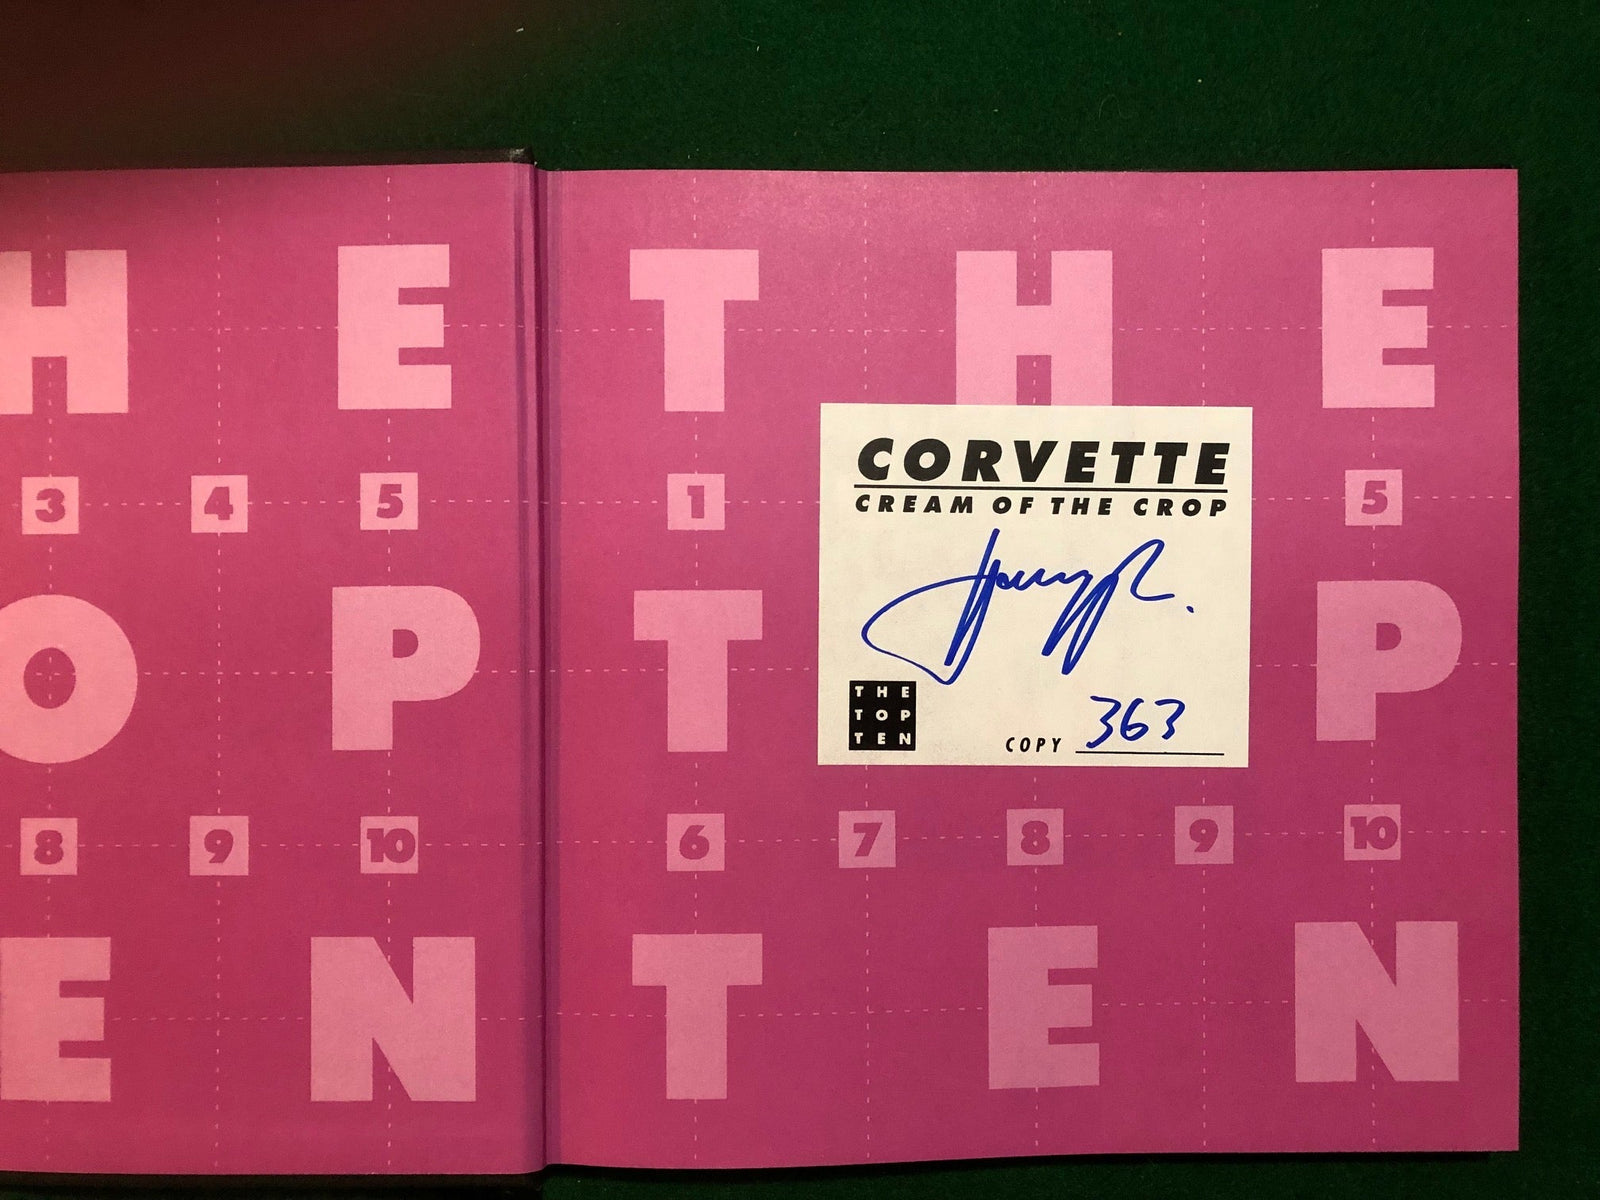 H E
3 4 5
O P
8 9 10
E N
T H E
1 5
T P
6 7 8 9 10
T E N
CORVETTE
CREAM OF THE CROP
THE
TOP
TEN
COPY 363